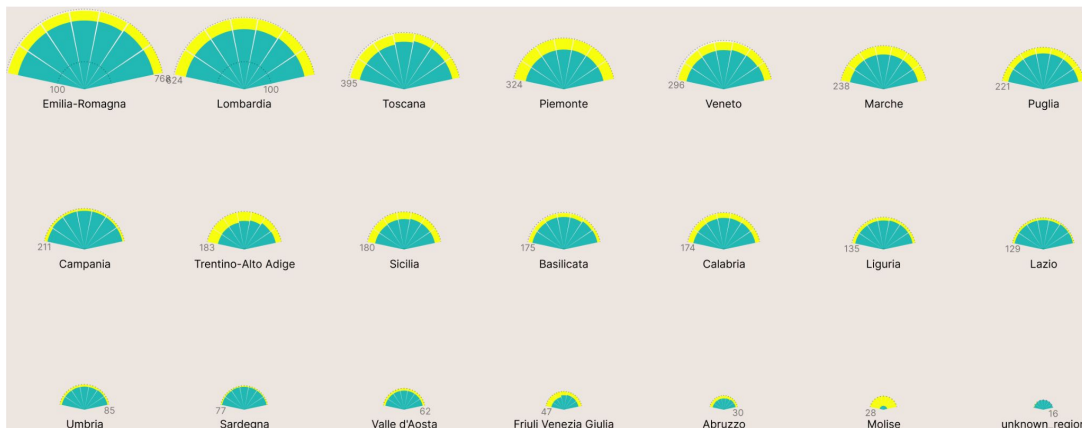 768 624
100 100 395 324 296 238 221
Emilia-Romagna Lombardia Toscana Piemonte Veneto Marche Puglia
211 183 180 175 174 135 129
Campania Trentino-Alto Adige Sicilia Basilicata Calabria Liguria Lazio
85 77 62 47 30 28 16
Umbria Sardegna Valle d'Aosta Friuli Venezia Giulia Abruzzo Molise unknown_region